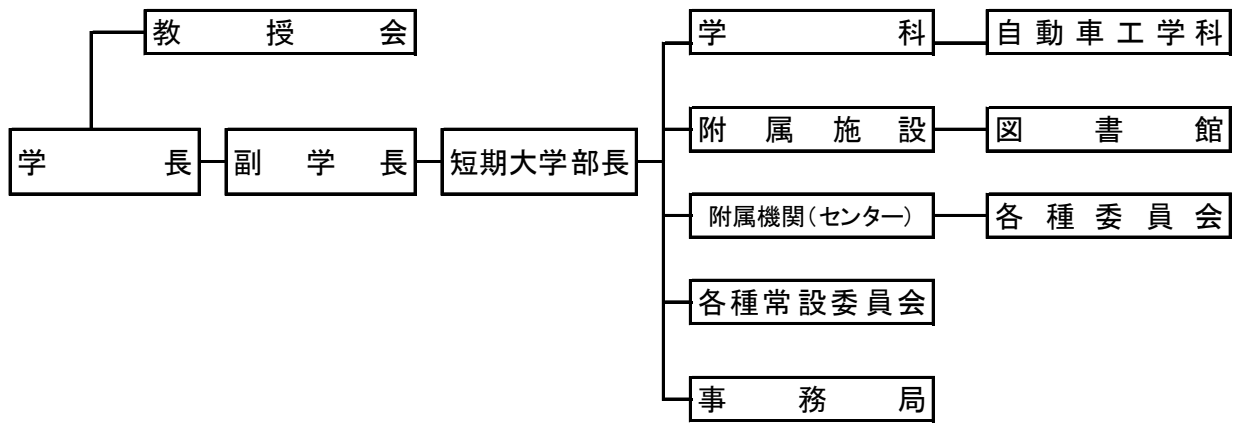 教授会
学長
副学長
短期大学部長
学科
自動車工学科
附属施設
図書館
附属機関（センター）
各種委員会
各種常設委員会
事務局